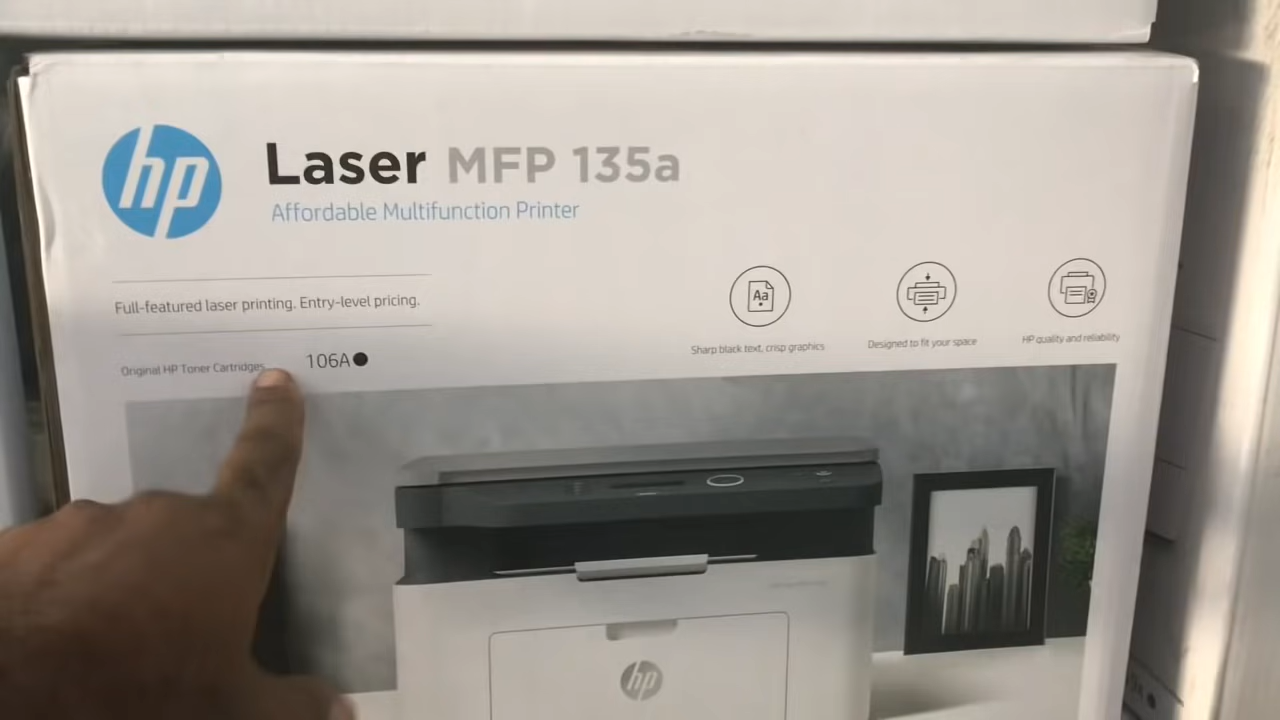 hp
Laser MFP 135a
Affordable Multifunction Printer
Full-featured laser printing. Entry-level pricing.
Original HP Toner Cartridges 106A
Aa
Sharp black text, crisp graphics
Designed to fit your space
HP quality and reliability
hp